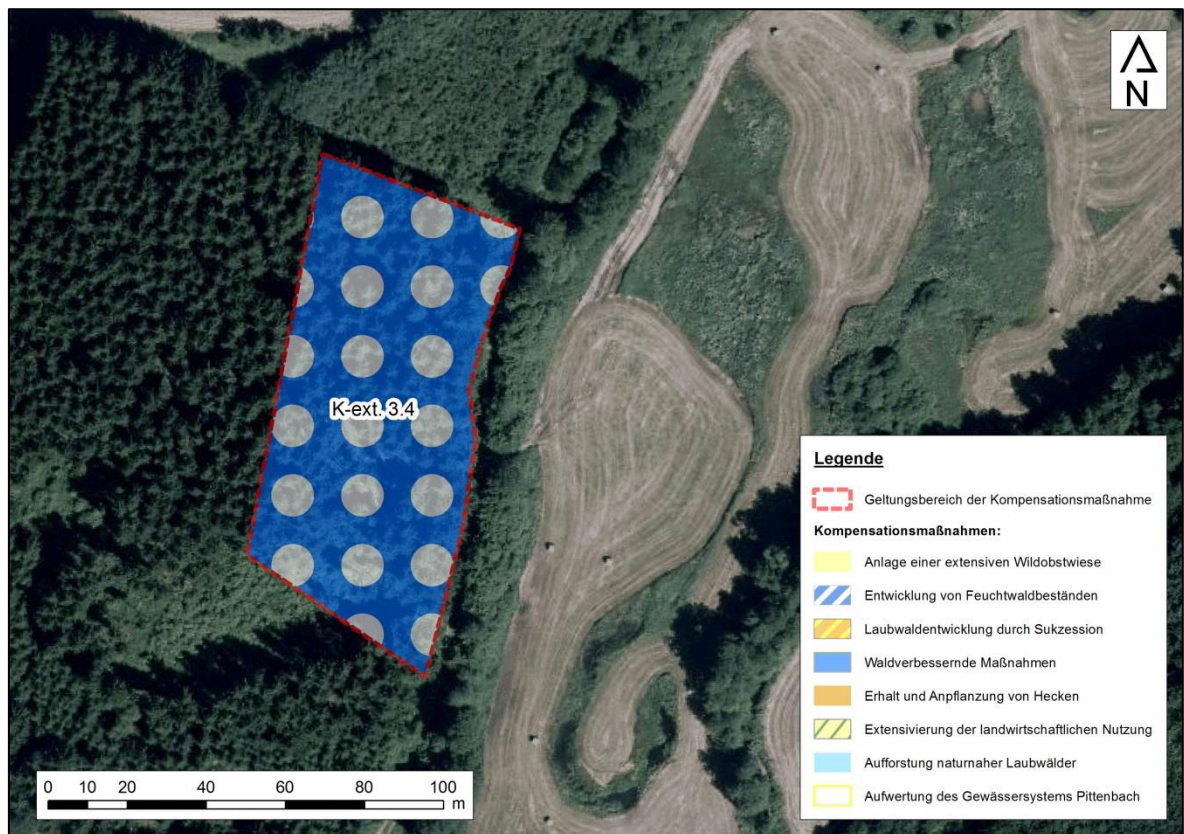 N
K-ext. 3.4
Legende
Geltungsbereich der Kompensationsmaßnahme
Kompensationsmaßnahmen:
Anlage einer extensiven Wildobstwiese
Entwicklung von Feuchtwaldbeständen
Laubwaldentwicklung durch Sukzession
Waldverbessernde Maßnahmen
Erhalt und Anpflanzung von Hecken
Extensivierung der landwirtschaftlichen Nutzung
Aufforstung naturnaher Laubwälder
Aufwertung des Gewässersystems Pittenbach
0 10 20 40 60 80 100
m